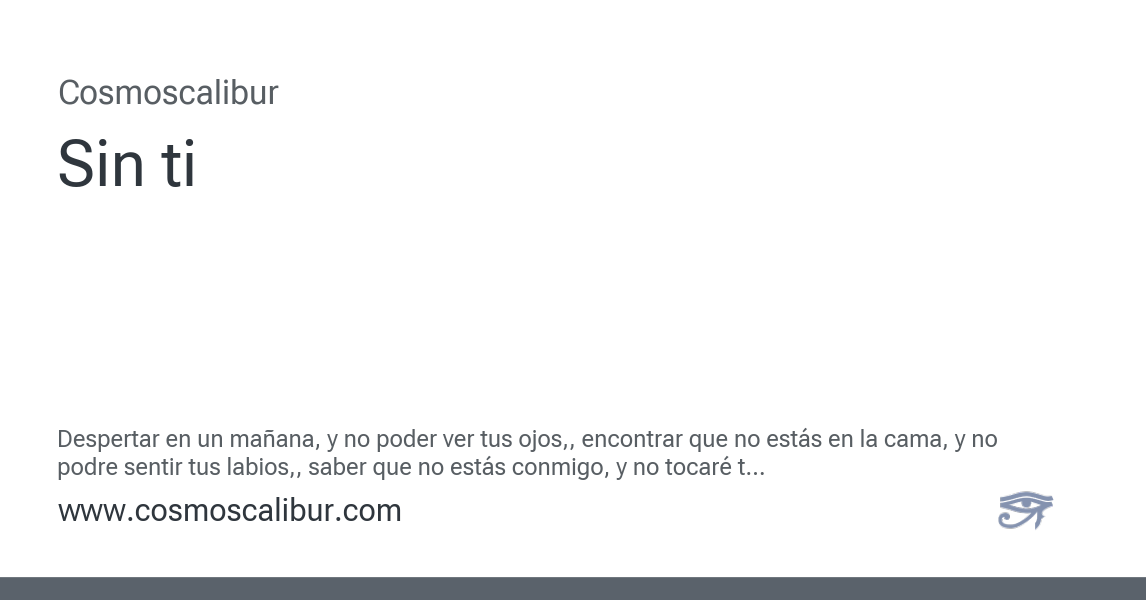 Cosmoscalibur
Sin ti
Despertar en un mañana, y no poder ver tus ojos,, encontrar que no estás en la cama, y no
podre sentir tus labios,, saber que no estás conmigo, y no tocaré t...
www.cosmoscalibur.com